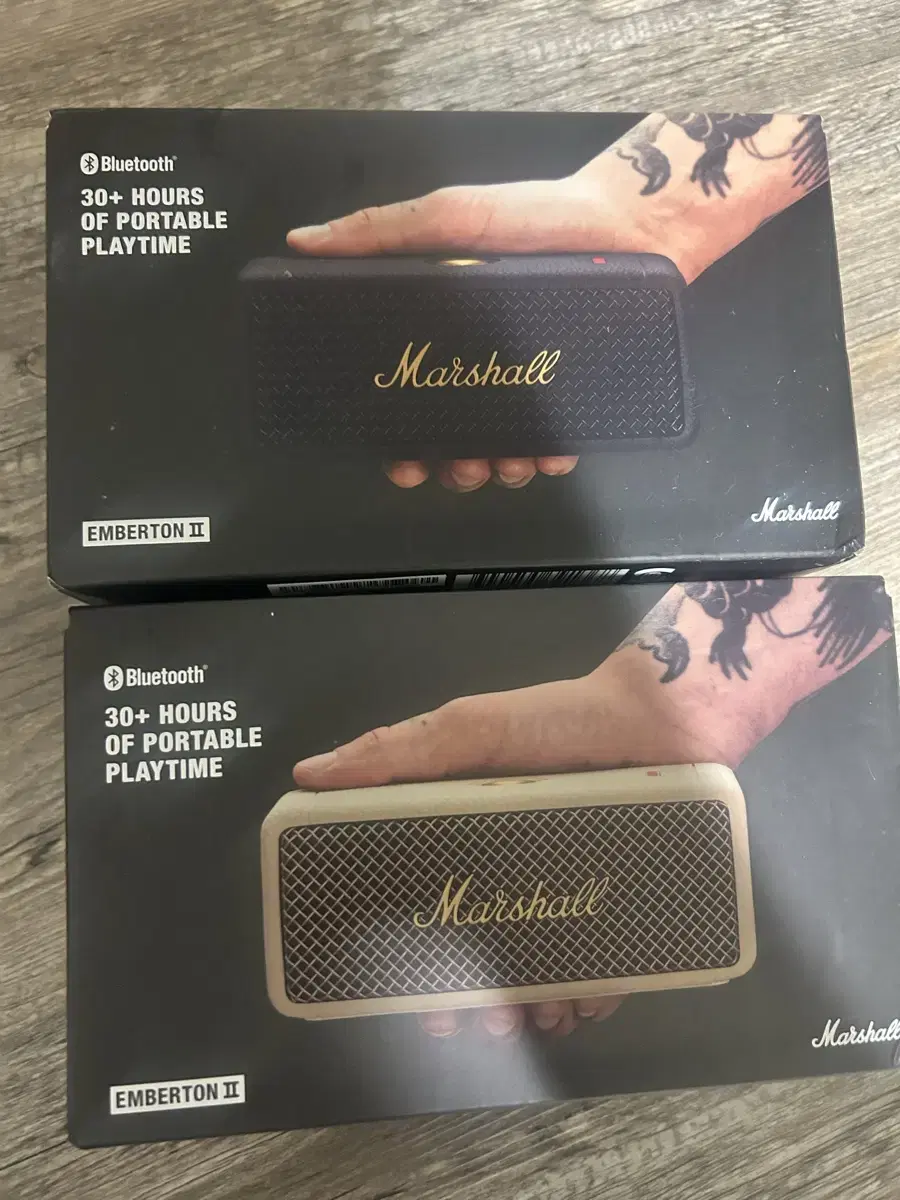 Bluetooth®
30+ HOURS
OF PORTABLE
PLAYTIME
Marshall
EMBERTON II
Marshall
Bluetooth®
30+ HOURS
OF PORTABLE
PLAYTIME
Marshall
EMBERTON II
Marshall